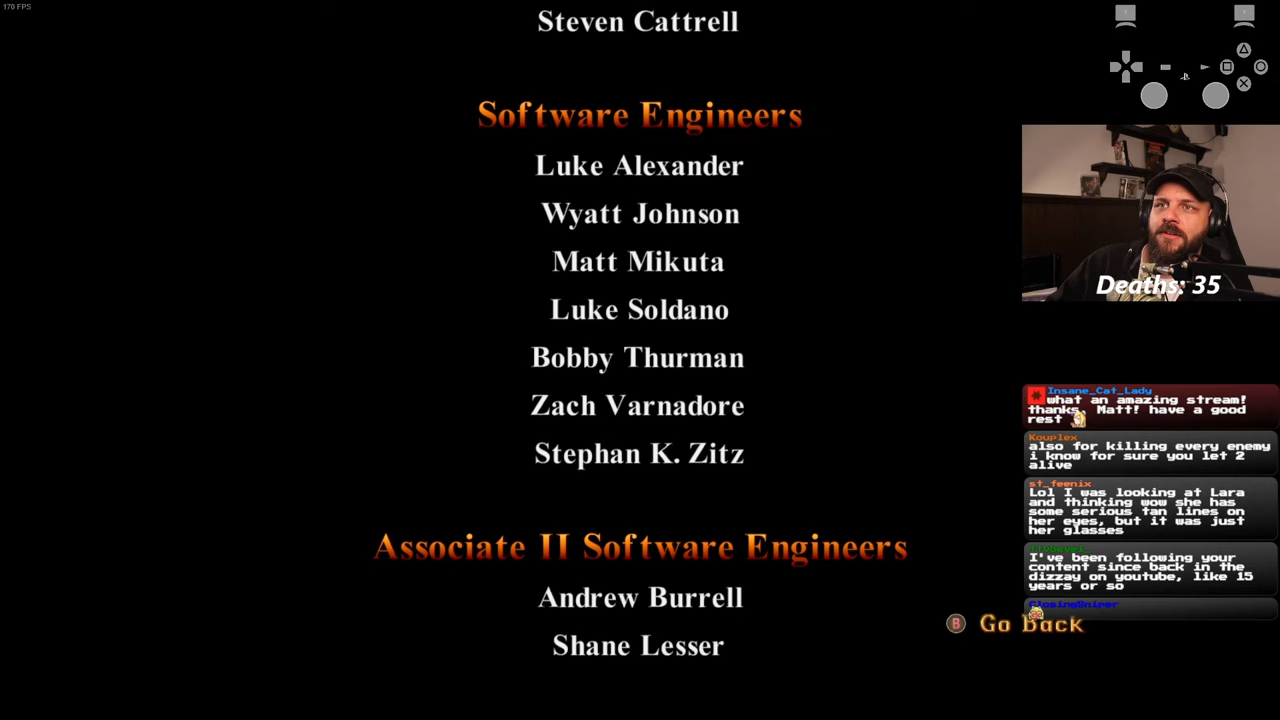 170 FPS
Steven Cattrell
Software Engineers
Luke Alexander
Wyatt Johnson
Matt Mikuta
Luke Soldano
Bobby Thurman
Zach Varnadore
Stephan K. Zitz
Associate II Software Engineers
Andrew Burrell
Shane Lesser
B Go Back
Deaths: 35
Insane_Cat_Lady
what an amazing stream!
thanks, Matt! have a good
rest
Kouplex
also for killing every enemy
i know for sure you let 2
alive
st_feenix
Lol I was looking at Lara
and thinking wow she has
some serious tan lines on
her eyes, but it was just
her glasses
I've been following your
content since back in the
dizzay on youtube, like 15
years or so